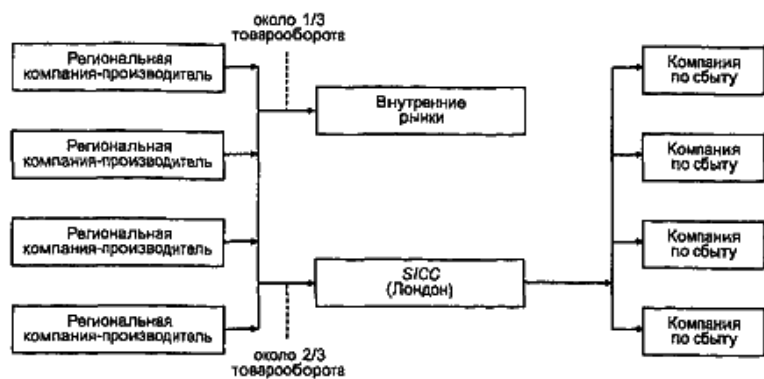 около 1/3
товарооборота
Региональная
компания-производитель
Региональная
компания-производитель
Региональная
компания-производитель
Региональная
компания-производитель
Внутренние
рынки
SICC
(Лондон)
около 2/3
товарооборота
Компания
по сбыту
Компания
по сбыту
Компания
по сбыту
Компания
по сбыту